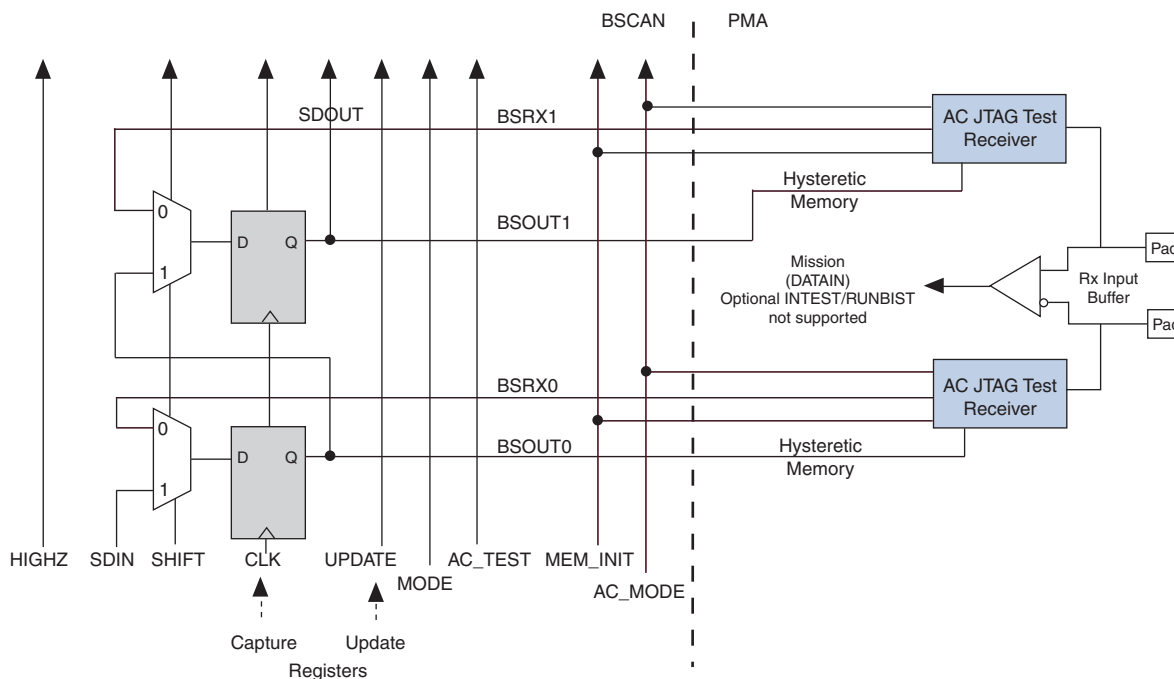 BSCAN
PMA
SDOUT
BSRX1
AC JTAG Test
Receiver
Hysteretic
Memory
0
BSOUT1
D
Q
1
Mission
(DATAIN)
Optional INTEST/RUNBIST
not supported
Rx Input
Buffer
Pad
Pad
BSRX0
AC JTAG Test
Receiver
0
BSOUT0
D
Q
Hysteretic
Memory
1
HIGHZ
SDIN
SHIFT
CLK
UPDATE
MODE
AC_TEST
MEM_INIT
AC_MODE
Capture
Update
Registers